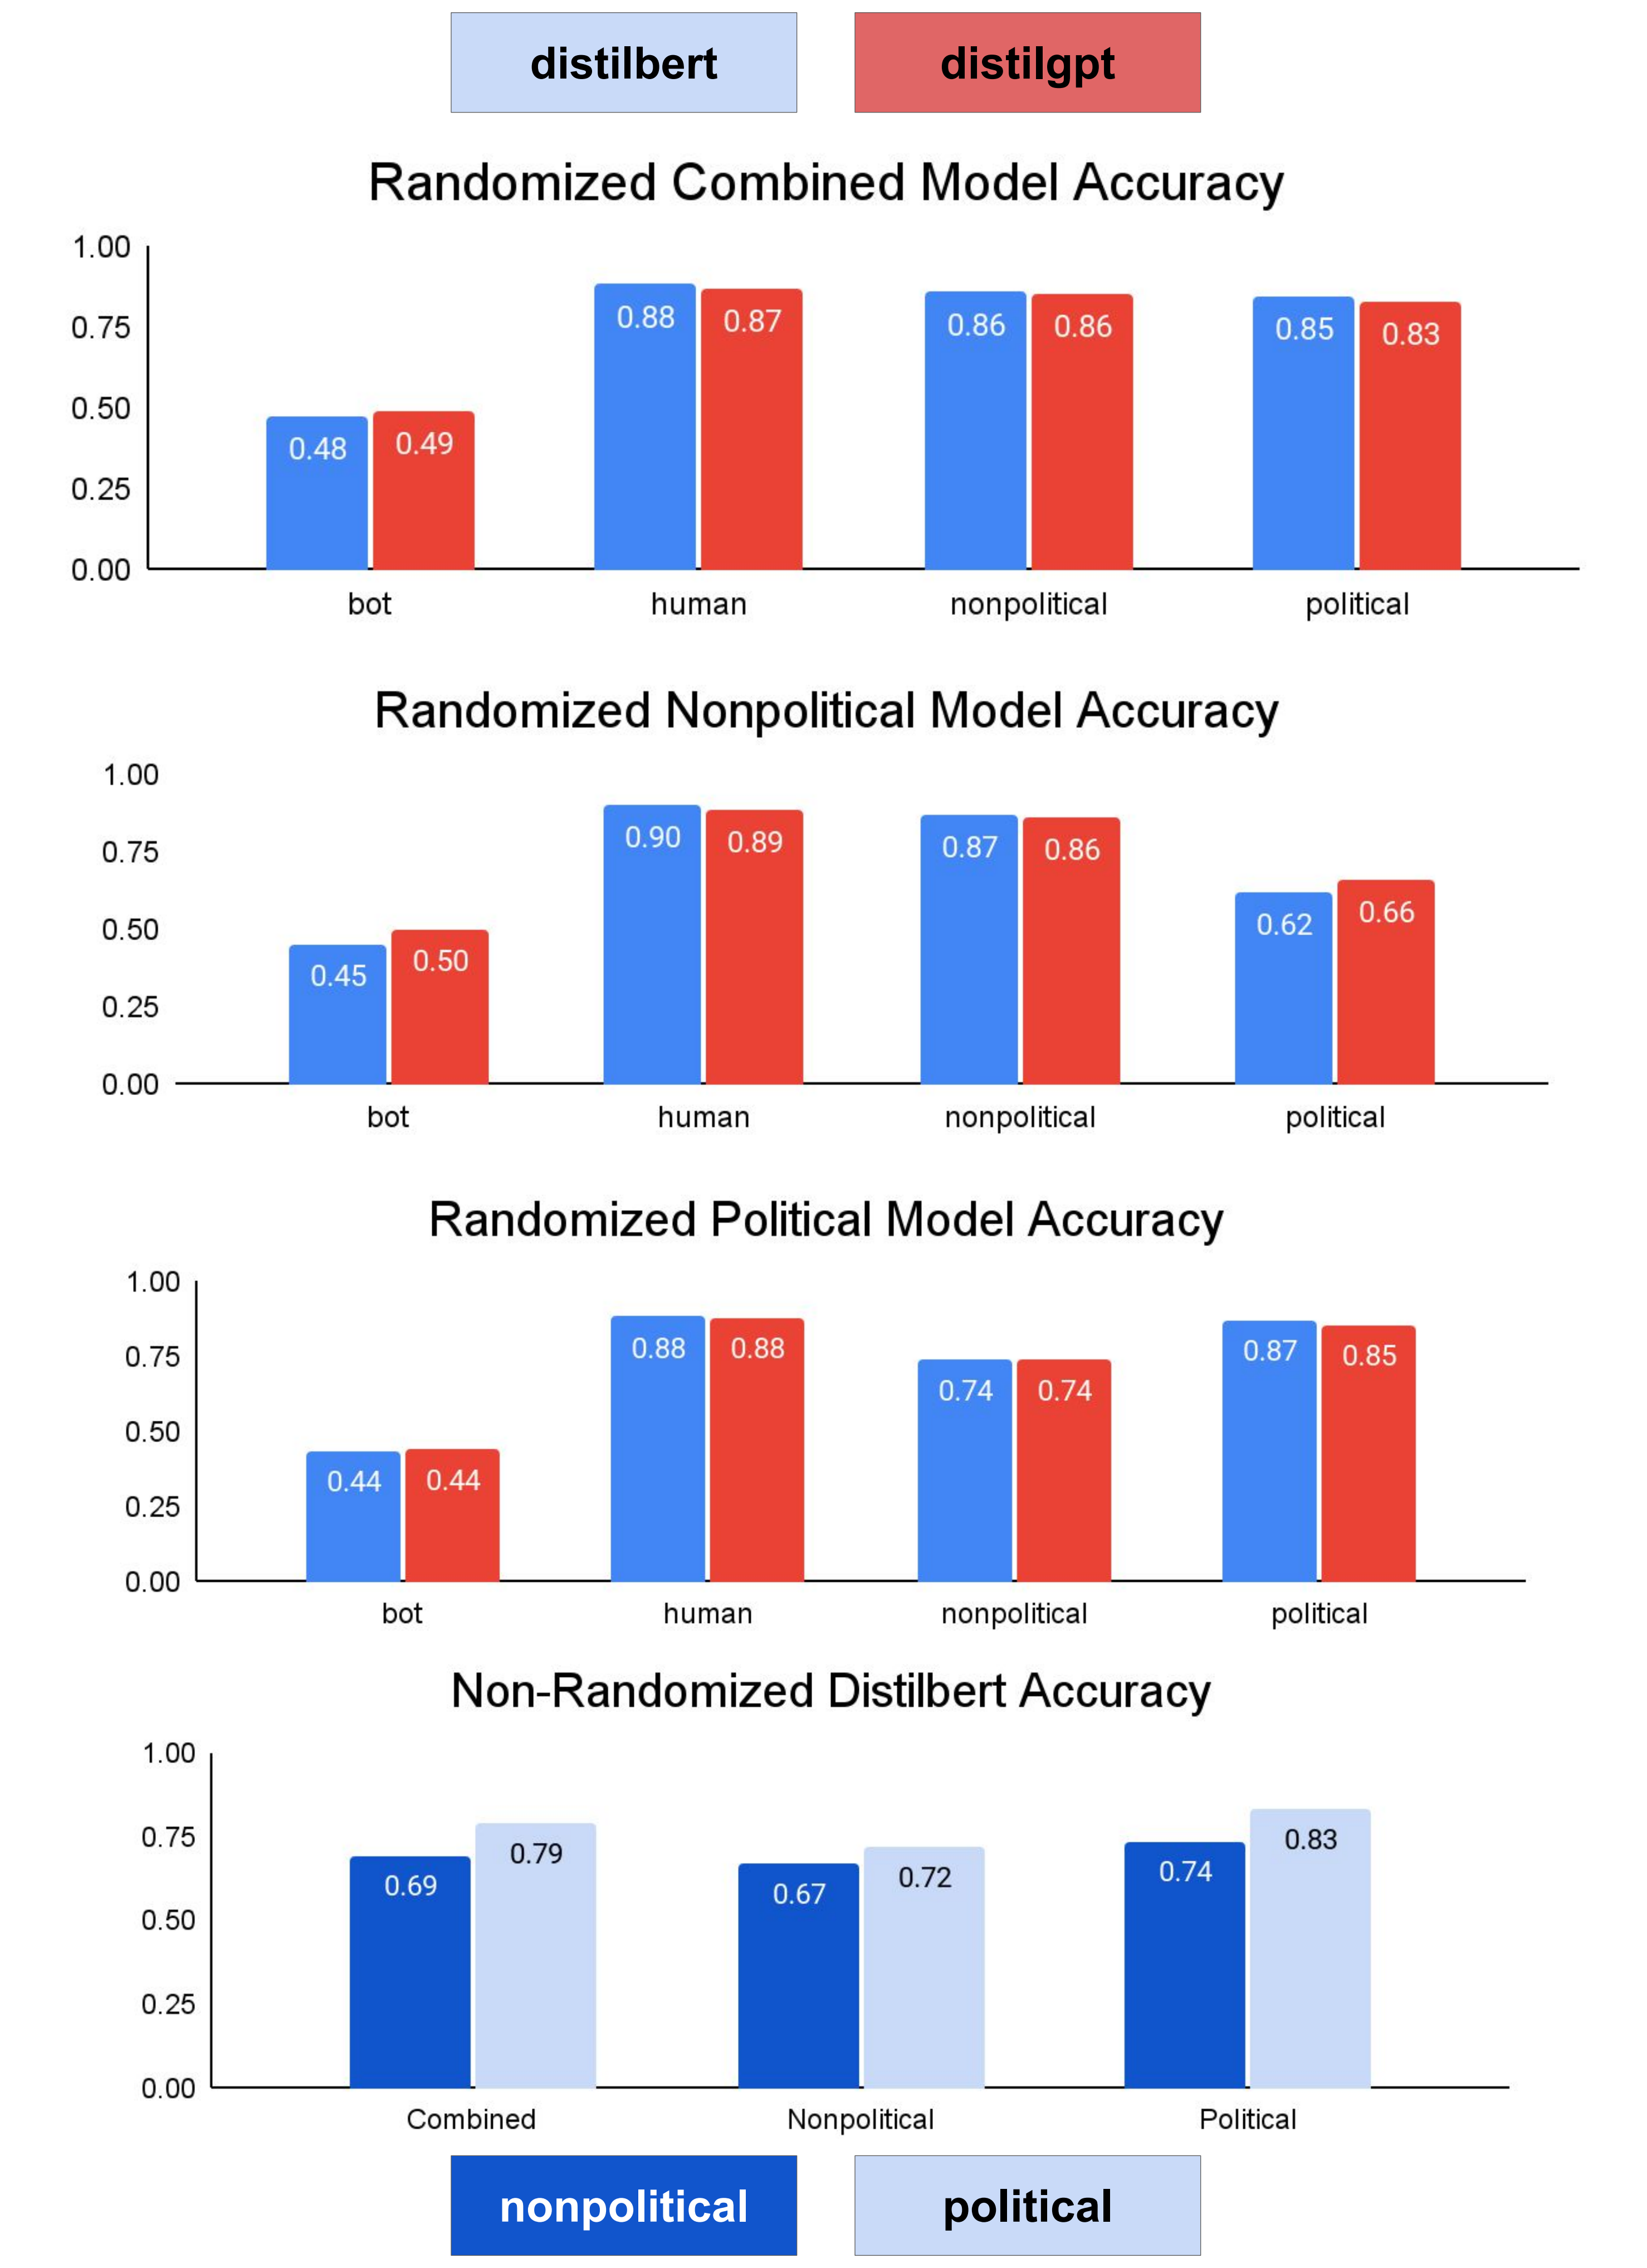 distilbert distilgpt
Randomized Combined Model Accuracy
1.00
0.75
0.50
0.25
0.00
0.48 0.49 0.88 0.87 0.86 0.86 0.85 0.83
bot human nonpolitical political
Randomized Nonpolitical Model Accuracy
1.00
0.75
0.50
0.25
0.00
0.45 0.50 0.90 0.89 0.87 0.86 0.62 0.66
bot human nonpolitical political
Randomized Political Model Accuracy
1.00
0.75
0.50
0.25
0.00
0.44 0.44 0.88 0.88 0.74 0.74 0.87 0.85
bot human nonpolitical political
Non-Randomized Distilbert Accuracy
1.00
0.75
0.50
0.25
0.00
0.69 0.79 0.67 0.72 0.74 0.83
Combined Nonpolitical Political
nonpolitical political